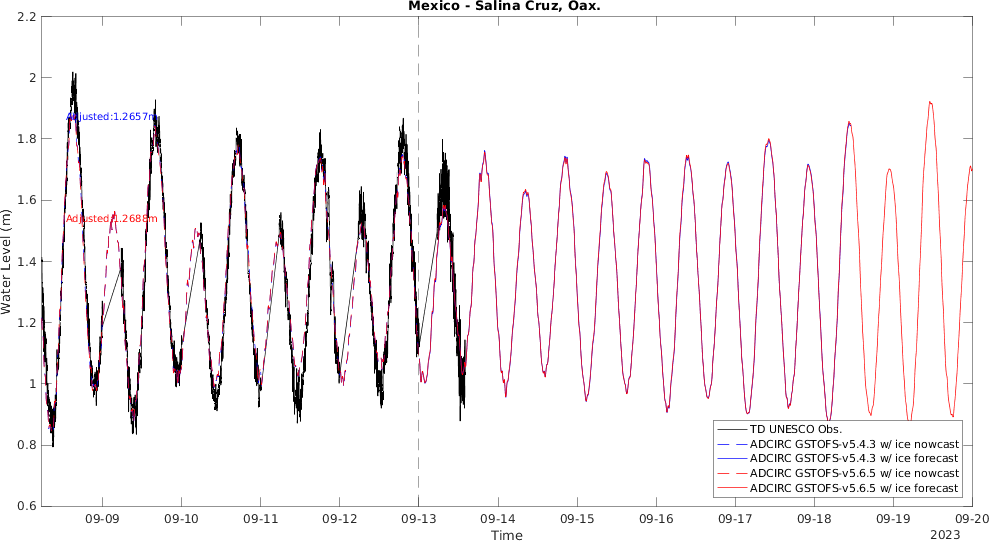 Mexico - Salina Cruz, Oax.
2.2
2
1.8
1.6
1.4
1.2
1
0.8
0.6
Water Level (m)
Adjusted:1.2657m
Adjusted:1.2688m
TD UNESCO Obs.
ADCIRC GSTOFS-v5.4.3 w/ ice nowcast
ADCIRC GSTOFS-v5.4.3 w/ ice forecast
ADCIRC GSTOFS-v5.6.5 w/ ice nowcast
ADCIRC GSTOFS-v5.6.5 w/ ice forecast
09-09 09-10 09-11 09-12 09-13 09-14 09-15 09-16 09-17 09-18 09-19 09-20
Time
2023